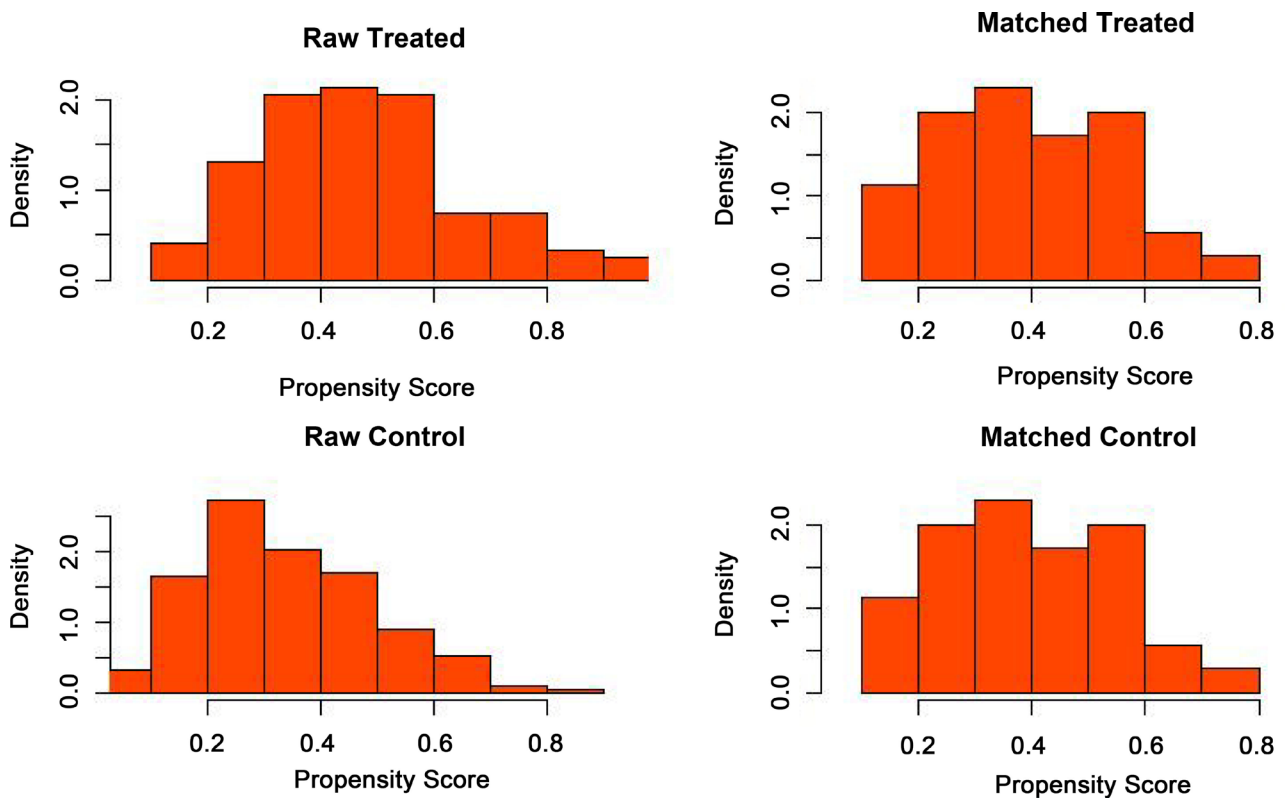 Raw Treated
Density
0.0 1.0 2.0
0.2 0.4 0.6 0.8
Propensity Score
Matched Treated
Density
0.0 1.0 2.0
0.2 0.4 0.6 0.8
Propensity Score
Raw Control
Density
0.0 1.0 2.0
0.2 0.4 0.6 0.8
Propensity Score
Matched Control
Density
0.0 1.0 2.0
0.2 0.4 0.6 0.8
Propensity Score